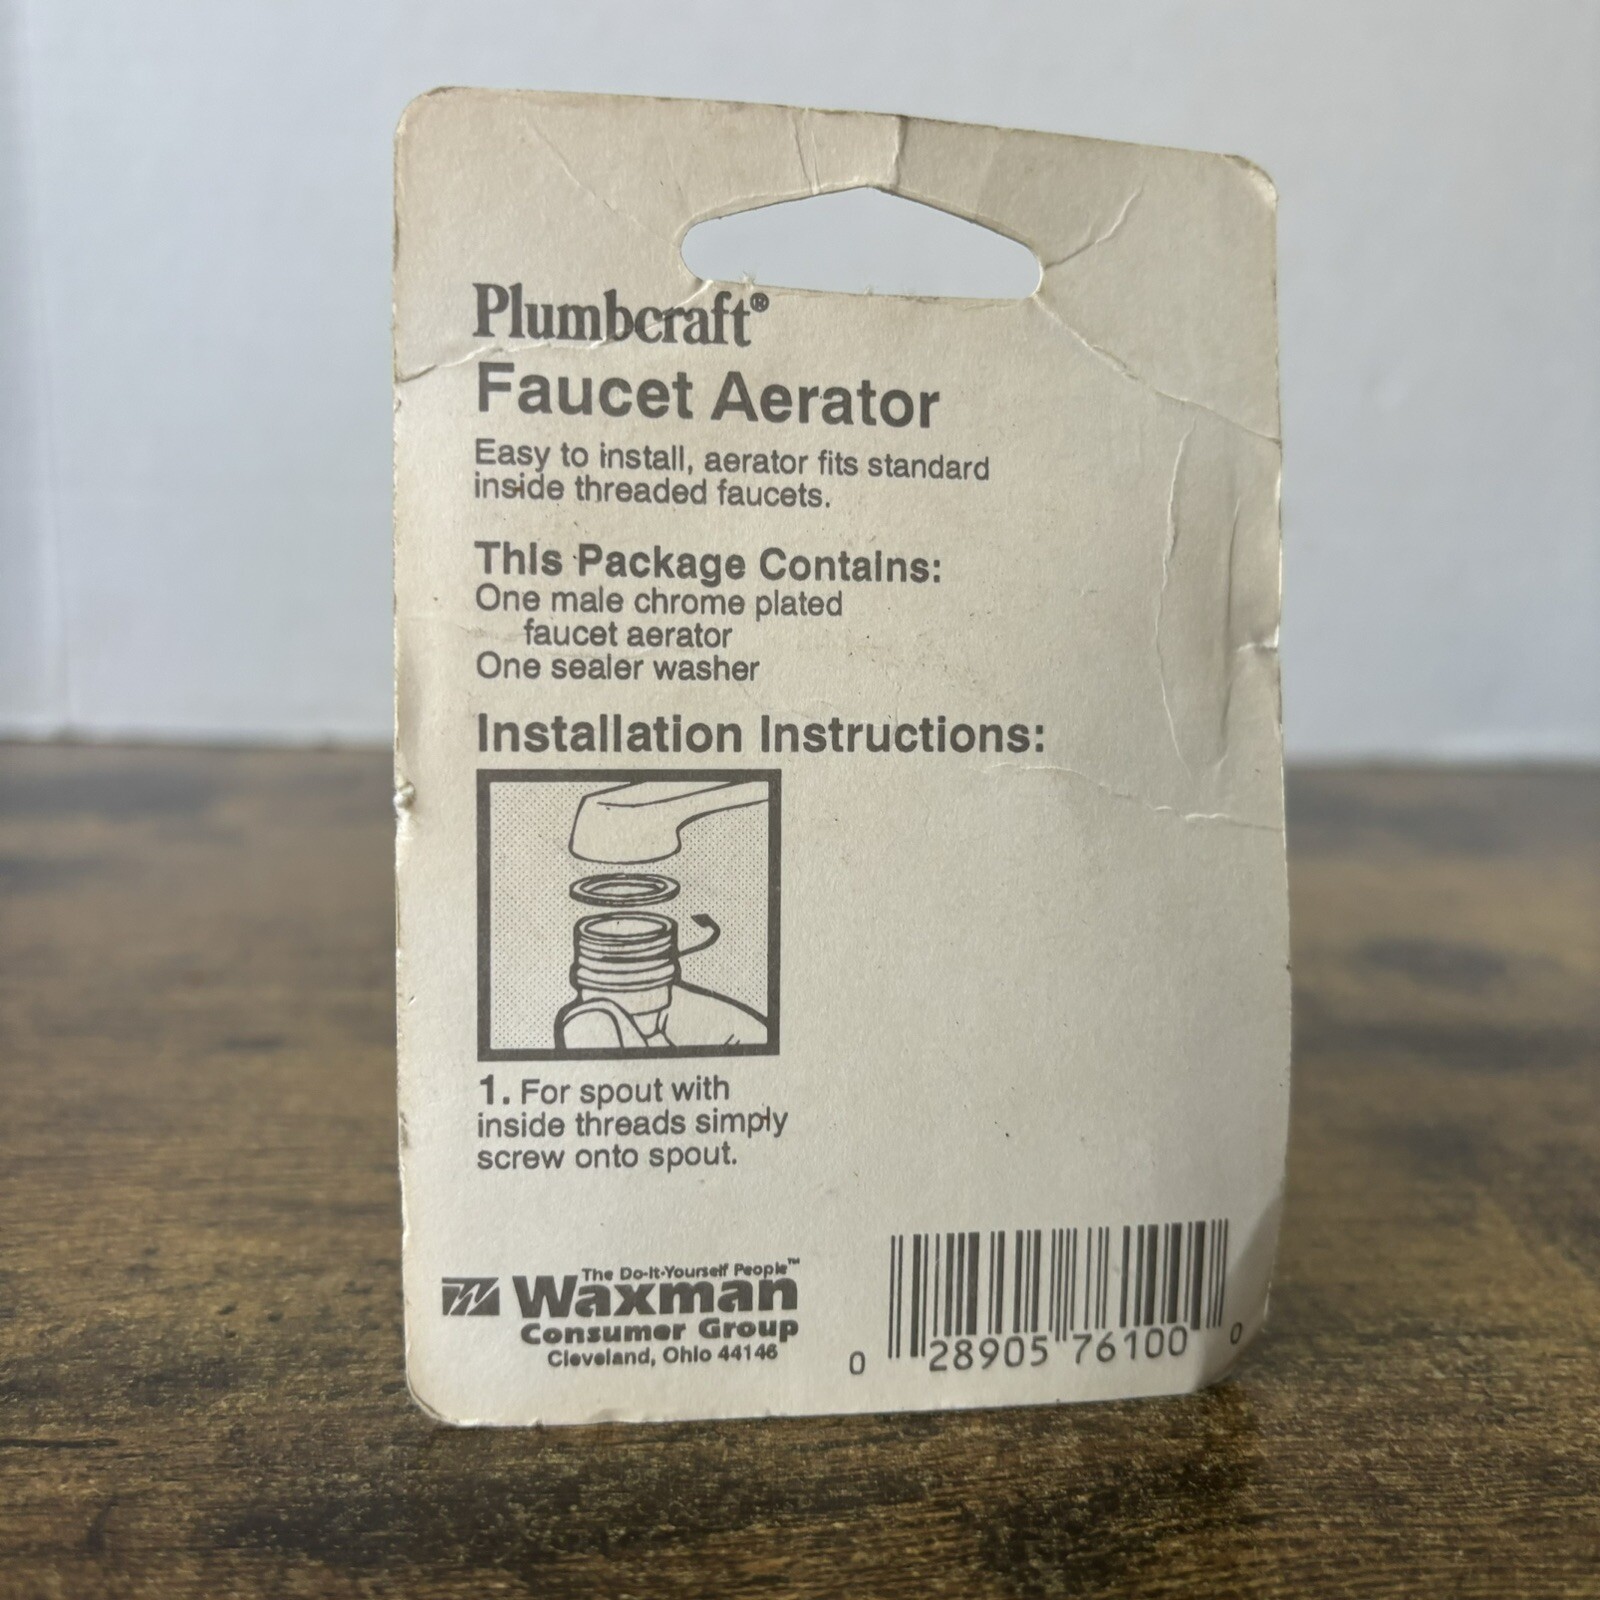 Plumbcraft®
Faucet Aerator
Easy to install, aerator fits standard
inside threaded faucets.
This Package Contains:
One male chrome plated
faucet aerator
One sealer washer
Installation Instructions:
1. For spout with
inside threads simply
screw onto spout.
The Do-It-Yourself People™
Waxman
Consumer Group
Cleveland, Ohio 44146
0 28905 76100 0